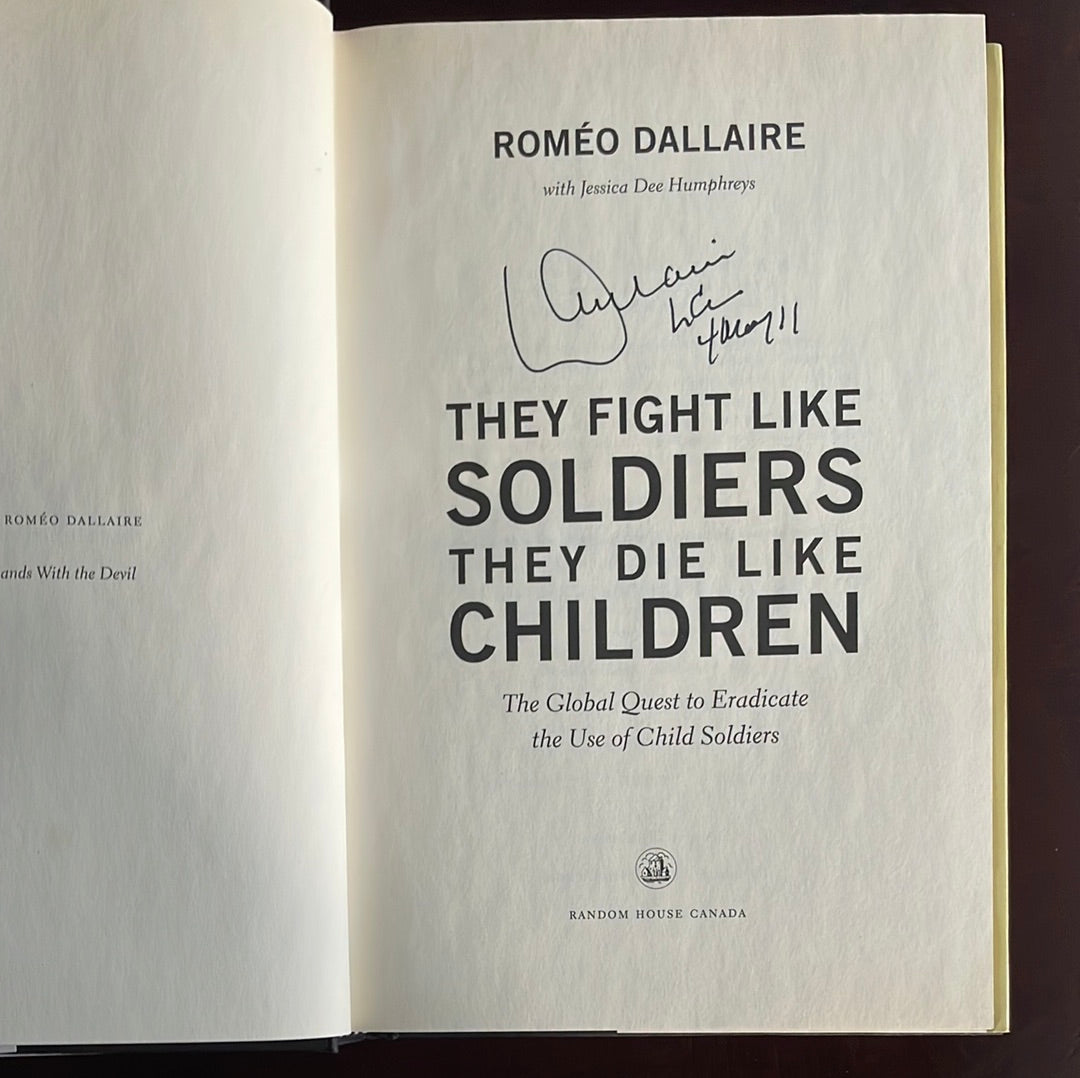 ROMÉO DALLAIRE
ands With the Devil
ROMÉO DALLAIRE
with Jessica Dee Humphreys
THEY FIGHT LIKE
SOLDIERS
THEY DIE LIKE
CHILDREN
The Global Quest to Eradicate
the Use of Child Soldiers
RANDOM HOUSE CANADA